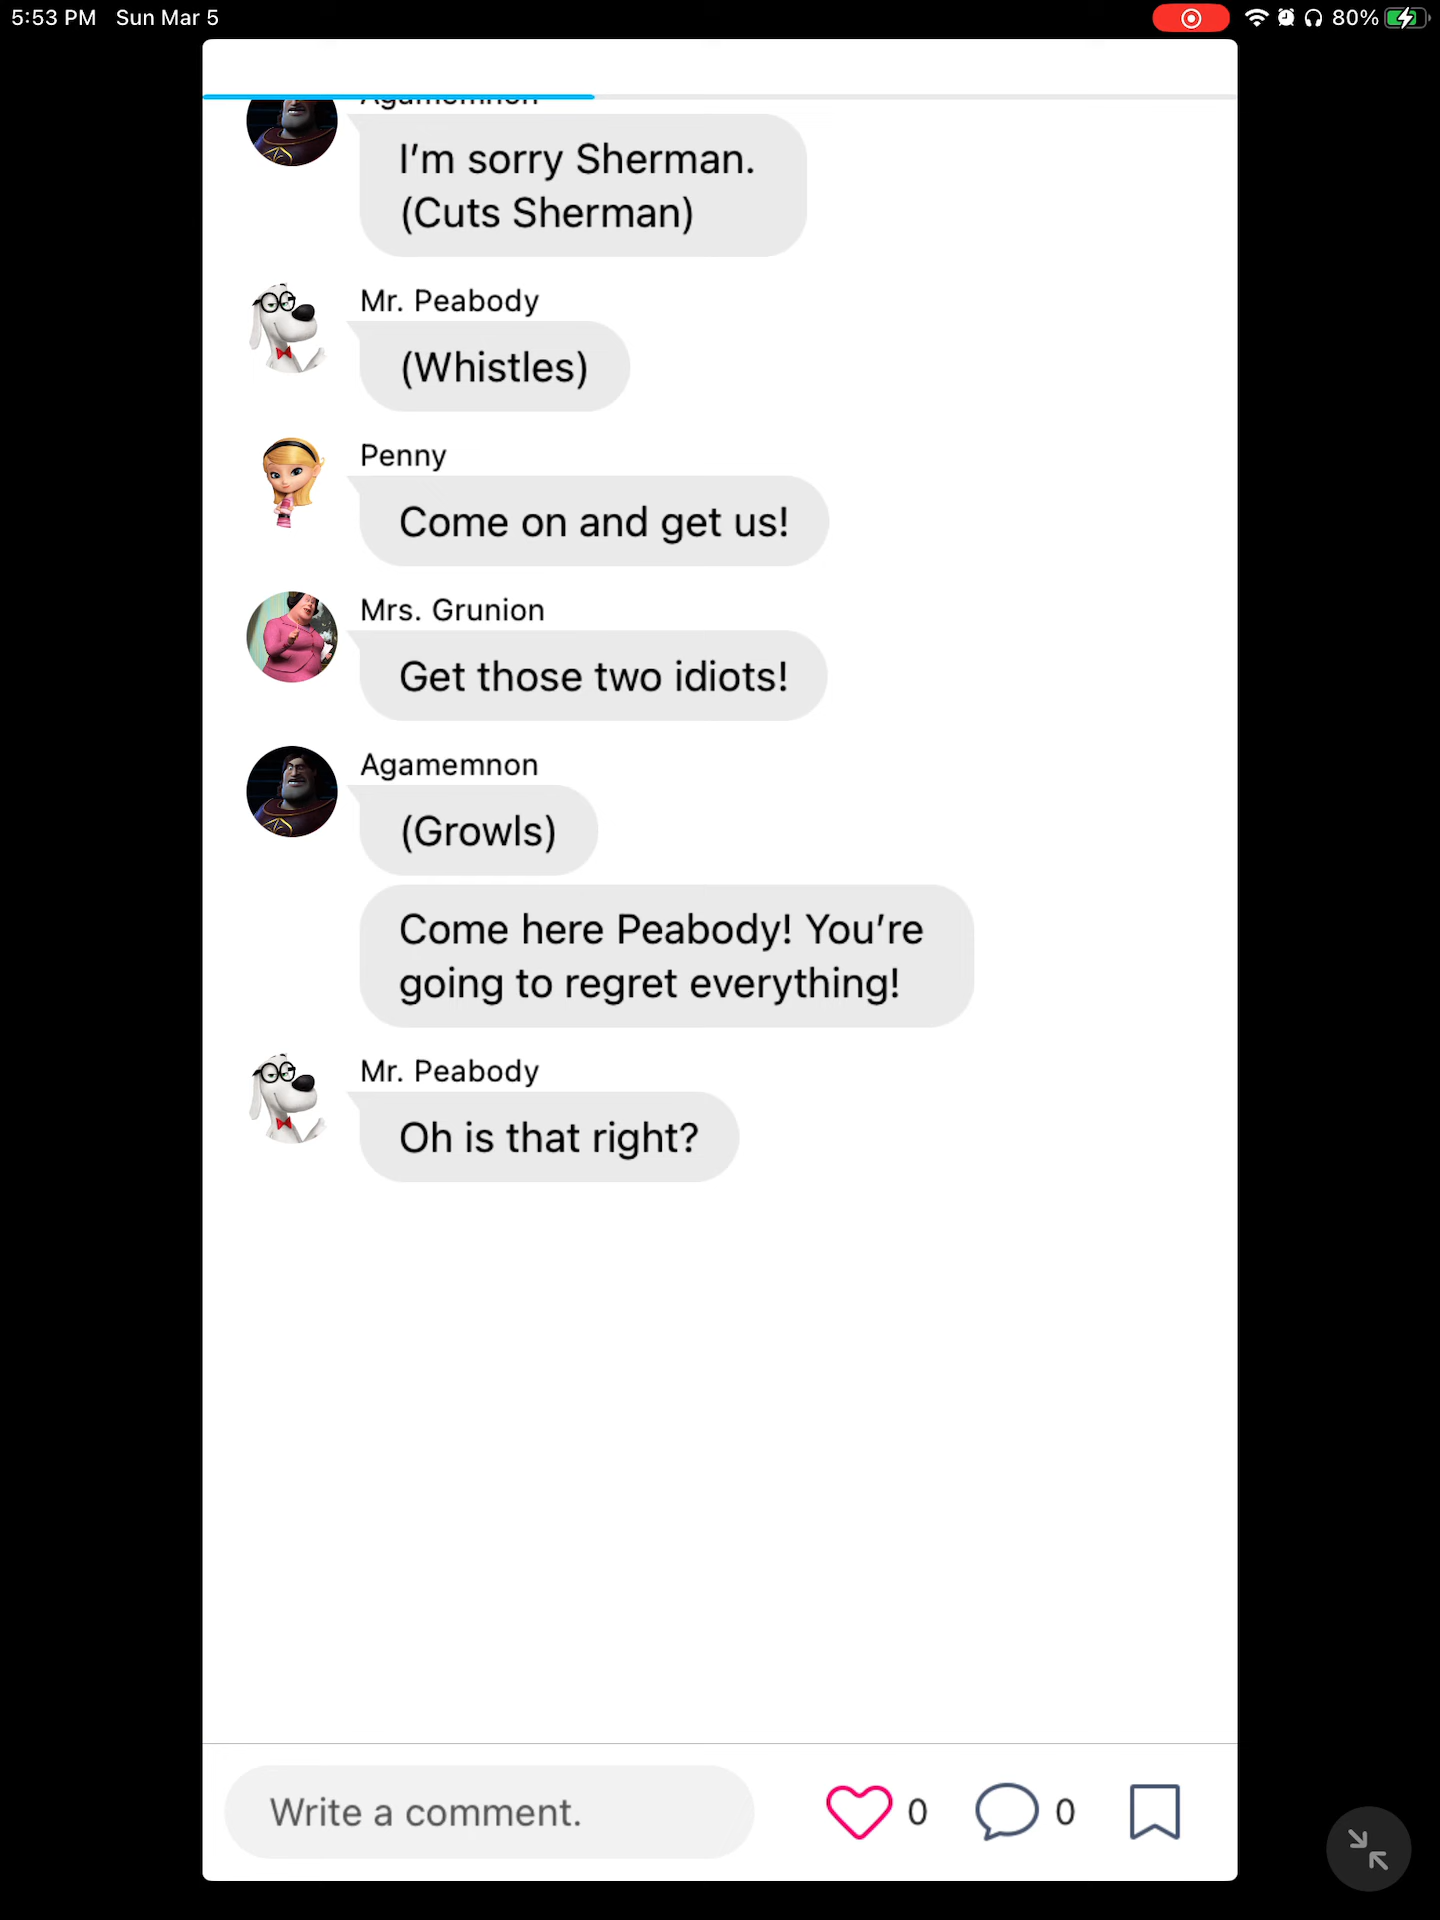 5:53 PM Sun Mar 5
80%
Agamemnon
I’m sorry Sherman.
(Cuts Sherman)
Mr. Peabody
(Whistles)
Penny
Come on and get us!
Mrs. Grunion
Get those two idiots!
Agamemnon
(Growls)
Come here Peabody! You’re
going to regret everything!
Mr. Peabody
Oh is that right?
Write a comment.
0
0